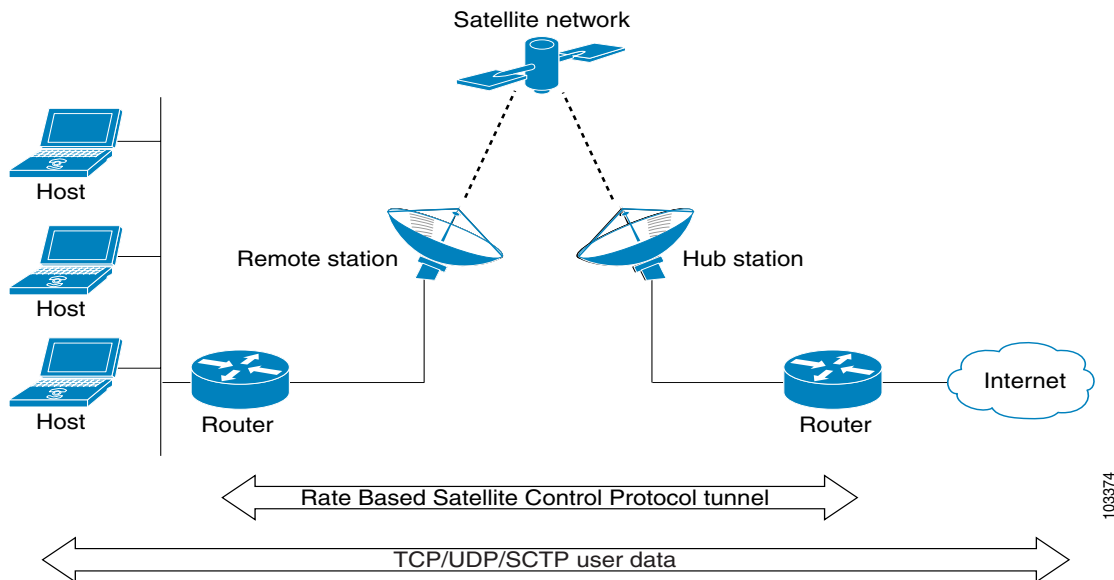 Satellite network
Host
Remote station
Hub station
Host
Internet
Host
Router
Router
Rate Based Satellite Control Protocol tunnel
103374
TCP/UDP/SCTP user data